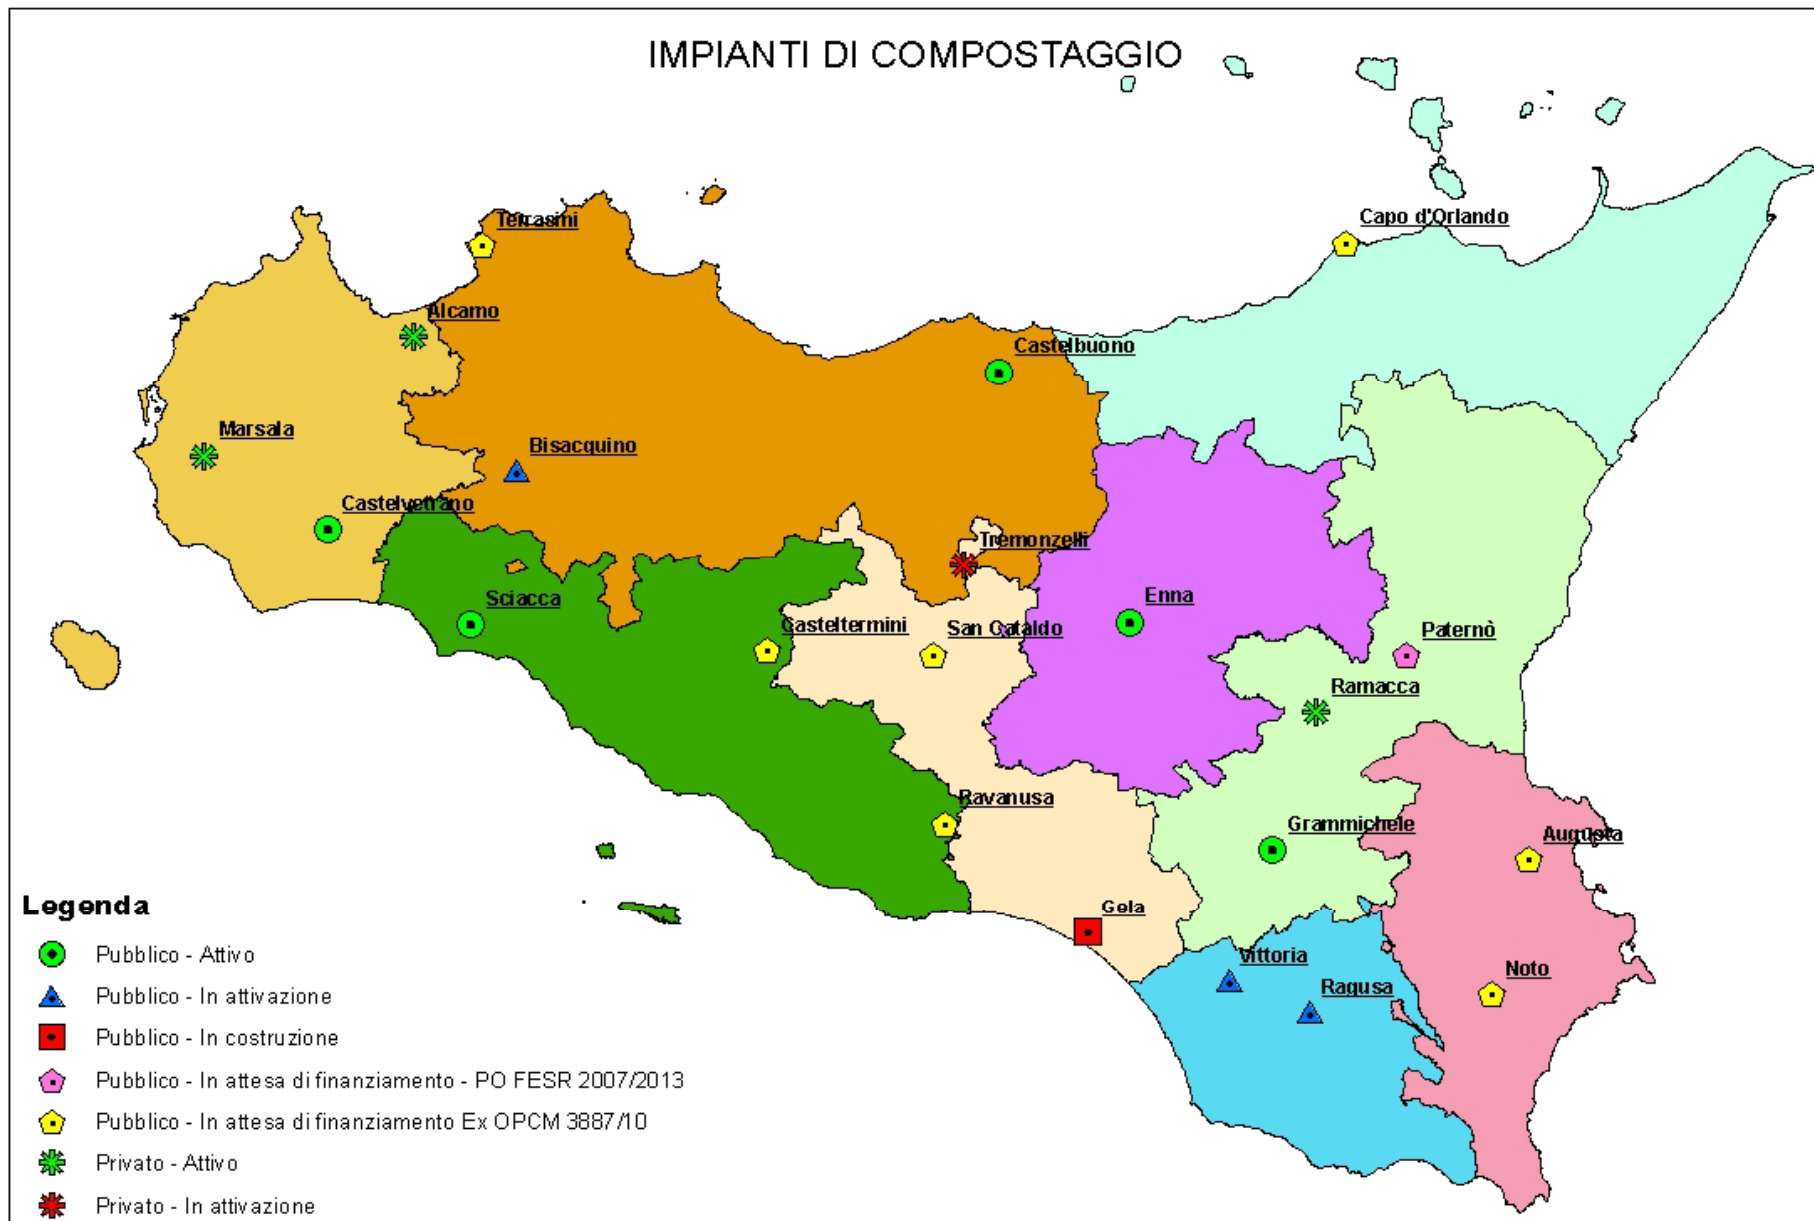 IMPIANTI DI COMPOSTAGGIO
Terrasini
Capo d'Orlando
Alcamo
Castelbuono
Marsala
Bisacquino
Castelvetrano
Tremonzelli
Sciacca
Enna
Casteltermini
San Cataldo
Paternò
Ramacca
Ravanusa
Grammichele
Augusta
Gela
Vittoria
Noto
Ragusa
Legenda
Pubblico - Attivo
Pubblico - In attivazione
Pubblico - In costruzione
Pubblico - In attesa di finanziamento - PO FESR 2007/2013
Pubblico - In attesa di finanziamento Ex OPCM 3887/10
Privato - Attivo
Privato - In attivazione